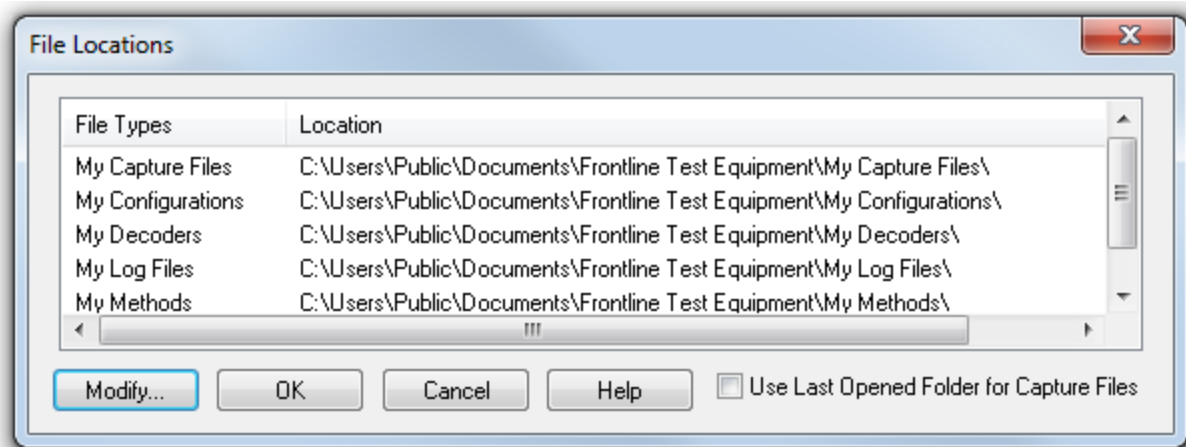 File Locations
File Types Location
My Capture Files C:\Users\Public\Documents\Frontline Test Equipment\My Capture Files\
My Configurations C:\Users\Public\Documents\Frontline Test Equipment\My Configurations\
My Decoders C:\Users\Public\Documents\Frontline Test Equipment\My Decoders\
My Log Files C:\Users\Public\Documents\Frontline Test Equipment\My Log Files\
My Methods C:\Users\Public\Documents\Frontline Test Equipment\My Methods\
Modify... OK Cancel Help Use Last Opened Folder for Capture Files